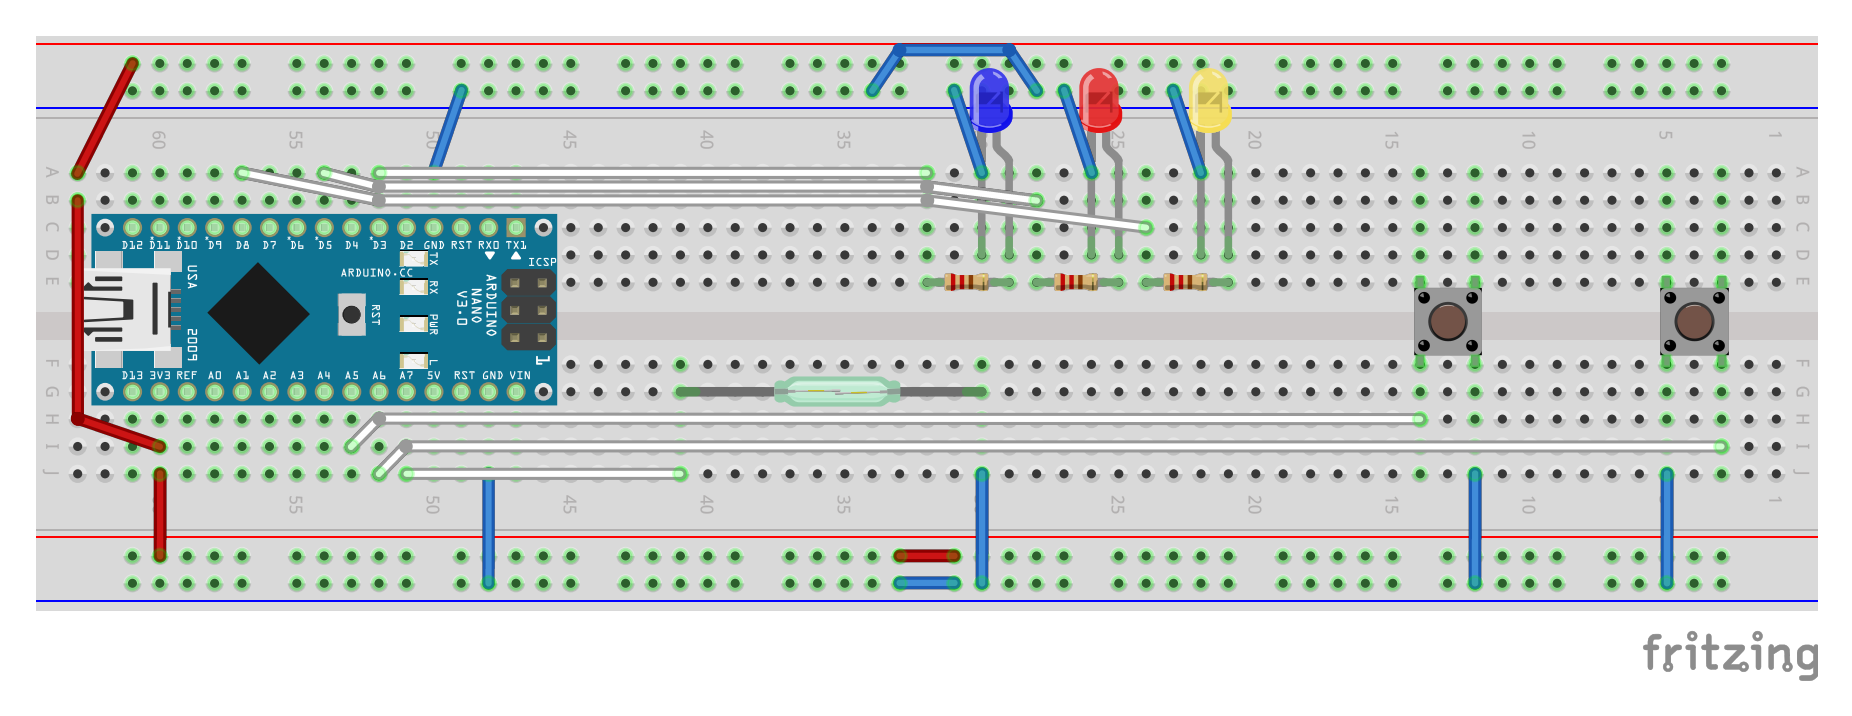 60 55 50 45 40 35 25 20 15 10 5 1
A A
B B
C C
D12 D11 D10 D9 D8 D7 D6 D5 D4 D3 D2 GND RST RX0 TX1
D D
TX ICSP
ARDUINO.CC
E E
USA
RX
ARDUINO
NANO
V3.0
RST
PWR
2009
L
1
F F
D13 3V3 REF A0 A1 A2 A3 A4 A5 A6 A7 5V RST GND VIN
G G
H H
I I
J J
55 50 45 40 35 25 20 15 10 5 1
fritzing